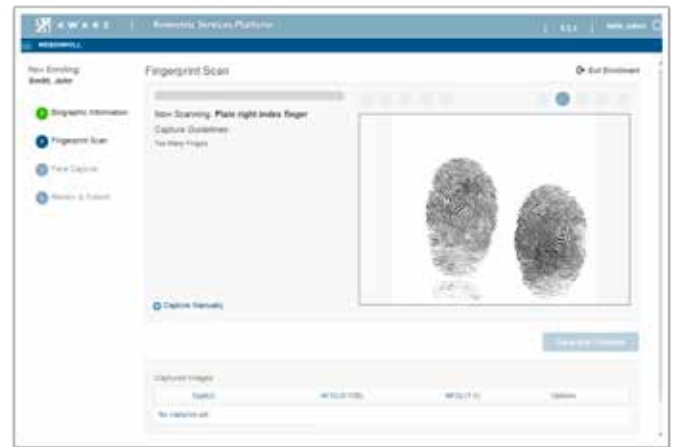 AWARE | Biometric Services Platform
WEBENROLL
Now Enrolling:
Smith, John
Fingerprint Scan
Exit Enrollment
Biographic Information
Fingerprint Scan
Face Capture
Review & Submit
Now Scanning: Plain right index finger
Capture Guidelines:
Too Many Fingers
Capture Manually
Captured Images
Options
No captures yet